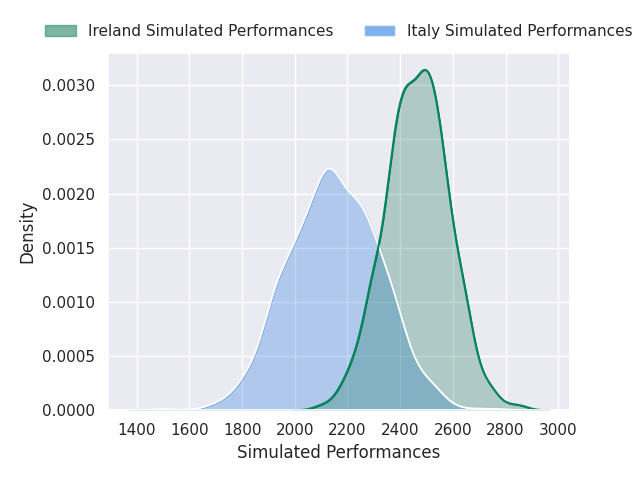 Ireland Simulated Performances Italy Simulated Performances
0.0030
0.0025
0.0020
0.0015
0.0010
0.0005
0.0000
Density
1400 1600 1800 2000 2200 2400 2600 2800 3000
Simulated Performances